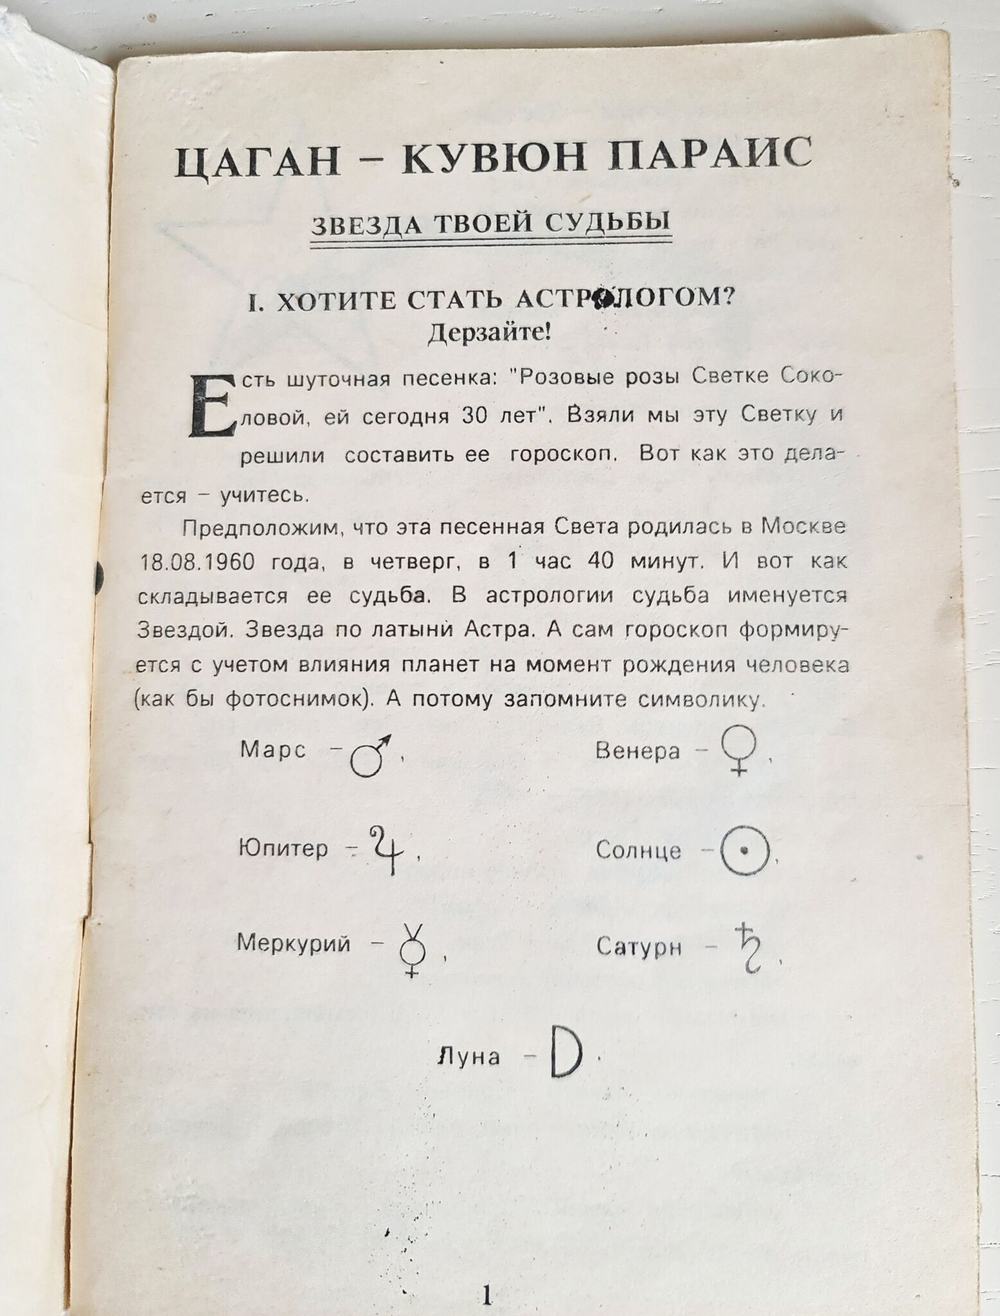 ЦАГАН – КУВЮН ПАРАИС
ЗВЕЗДА ТВОЕЙ СУДЬБЫ
I. ХОТИТЕ СТАТЬ АСТРОЛОГОМ?
Дерзайте!
Есть шуточная песенка: "Розовые розы Светке Соко-
ловой, ей сегодня 30 лет". Взяли мы эту Светку и
решили составить ее гороскоп. Вот как это дела-
ется – учитесь.
Предположим, что эта песенная Света родилась в Москве
18.08.1960 года, в четверг, в 1 час 40 минут. И вот как
складывается ее судьба. В астрологии судьба именуется
Звездой. Звезда по латыни Астра. А сам гороскоп формиру-
ется с учетом влияния планет на момент рождения человека
(как бы фотоснимок). А потому запомните символику.
Марс – ♂, Венера – ♀,
Юпитер – ♃, Солнце – ☉,
Меркурий – ☿, Сатурн – ♄,
Луна – D.
1